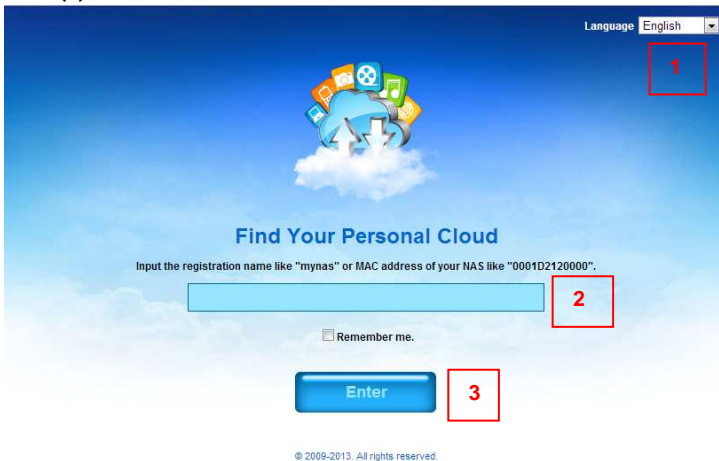 Language English
1
Find Your Personal Cloud
Input the registration name like "mynas" or MAC address of your NAS like "0001D2120000".
2
Remember me.
Enter
3
© 2009-2013. All rights reserved.